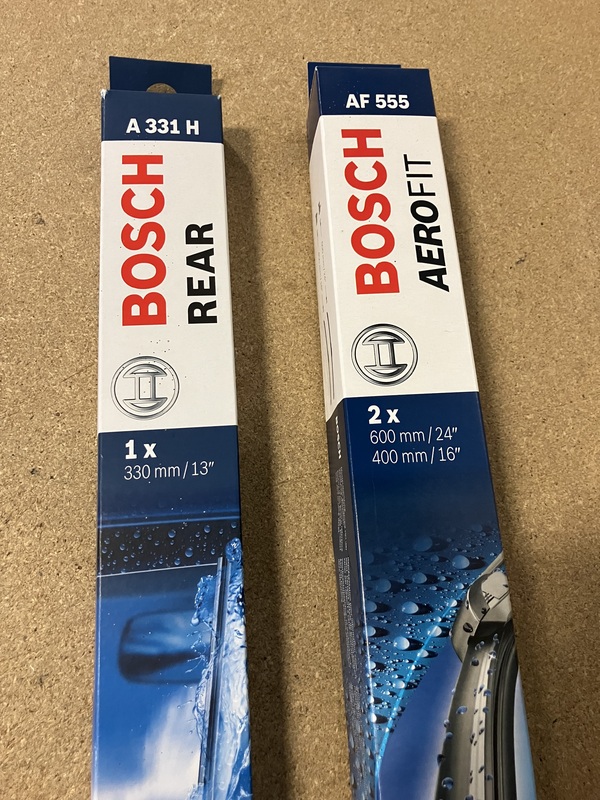 A 331 H
BOSCH
REAR
1 x
330 mm / 13″
AF 555
BOSCH
AEROFIT
2 x
600 mm / 24″
400 mm / 16″